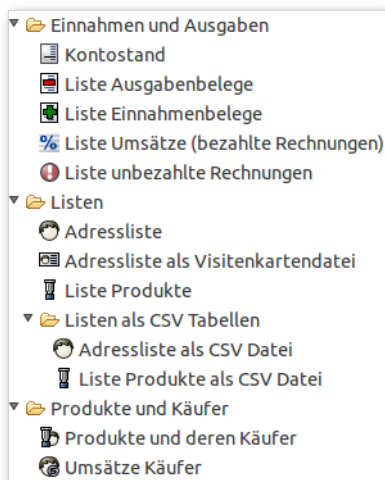 Einnahmen und Ausgaben
Kontostand
Liste Ausgabenbelege
Liste Einnahmenbelege
Liste Umsätze (bezahlte Rechnungen)
Liste unbezahlte Rechnungen
Listen
Adressliste
Adressliste als Visitenkartendatei
Liste Produkte
Listen als CSV Tabellen
Adressliste als CSV Datei
Liste Produkte als CSV Datei
Produkte und Käufer
Produkte und deren Käufer
Umsätze Käufer